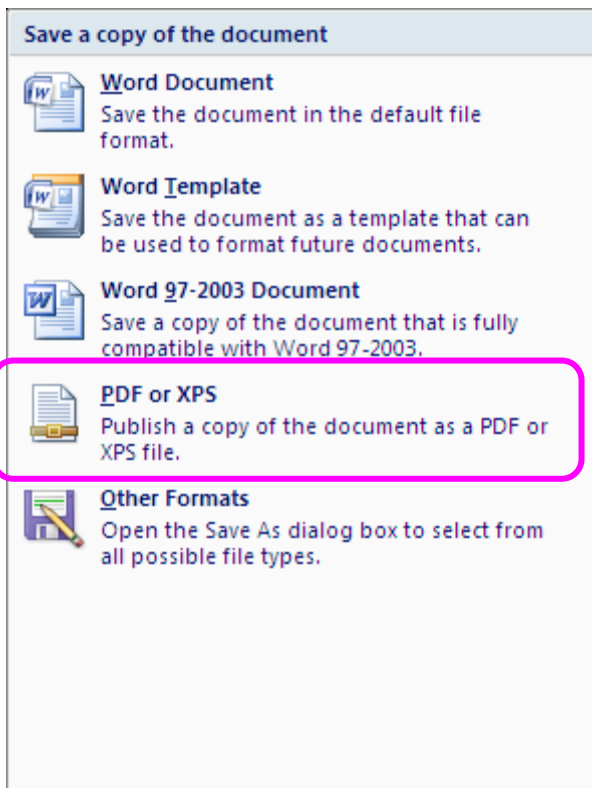 Save a copy of the document
Word Document
Save the document in the default file
format.
Word Template
Save the document as a template that can
be used to format future documents.
Word 97-2003 Document
Save a copy of the document that is fully
compatible with Word 97-2003.
PDF or XPS
Publish a copy of the document as a PDF or
XPS file.
Other Formats
Open the Save As dialog box to select from
all possible file types.